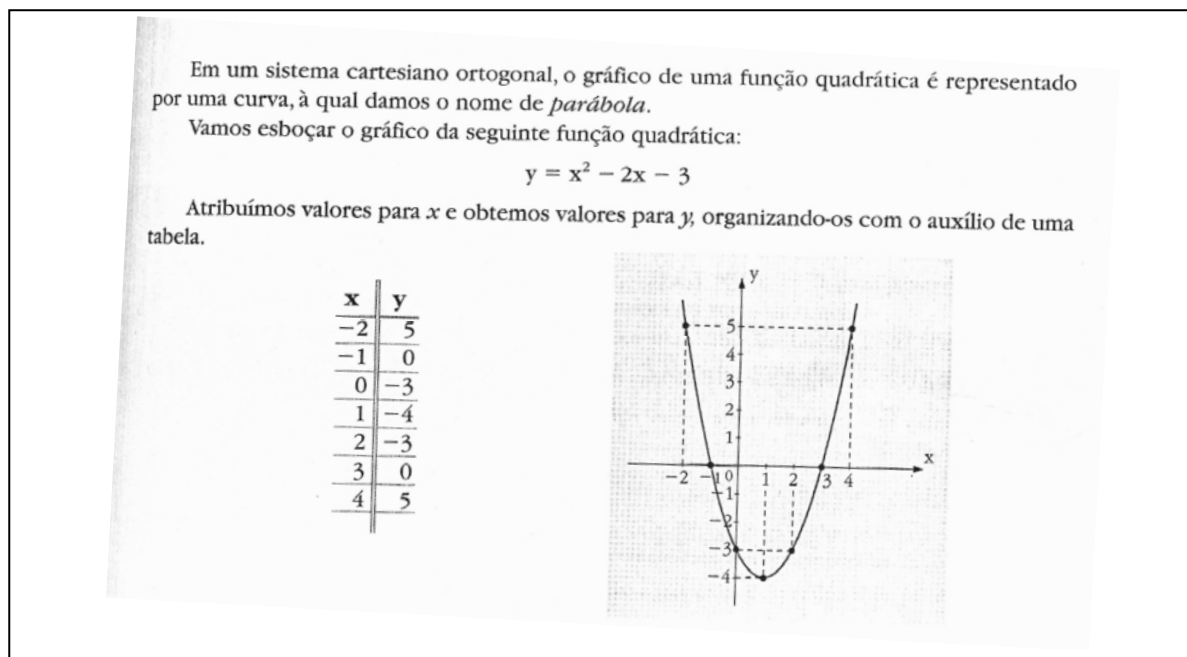 Em um sistema cartesiano ortogonal, o gráfico de uma função quadrática é representado
por uma curva, à qual damos o nome de parábola.
Vamos esboçar o gráfico da seguinte função quadrática:
y = x² − 2x − 3
Atribuímos valores para x e obtemos valores para y, organizando-os com o auxílio de uma
tabela.
x y
−2 5
−1 0
0 −3
1 −4
2 −3
3 0
4 5
y
5
4
3
2
1
x
−2 −1 0 1 2 3 4
−1
−2
−3
−4